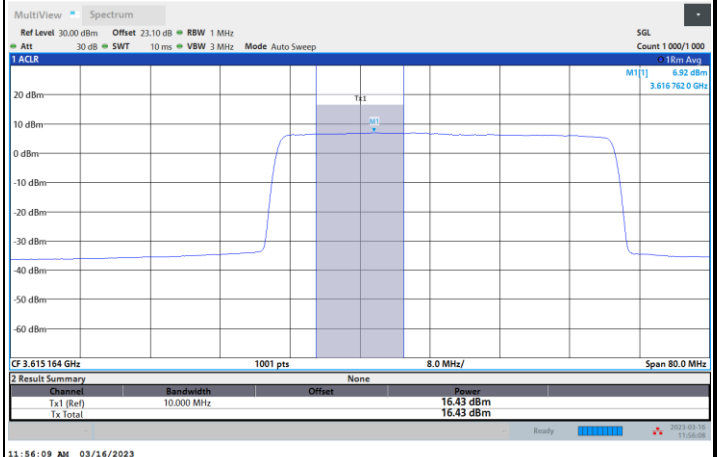 MultiView Spectrum
Ref Level 30.00 dBm Offset 23.10 dB RBW 1 MHz SGL
Att 30 dB SWT 10 ms VBW 3 MHz Mode Auto Sweep Count 1 000/1 000
1 ACLR 1Rm Avg
M1[1] 6.92 dBm
3.616 762 0 GHz
Tx1
20 dBm
M1
10 dBm
0 dBm
-10 dBm
-20 dBm
-30 dBm
-40 dBm
-50 dBm
-60 dBm
CF 3.615 164 GHz 1001 pts 8.0 MHz/ Span 80.0 MHz
2 Result Summary None
Channel Bandwidth Offset Power
Tx1 (Ref) 10.000 MHz 16.43 dBm
Tx Total 16.43 dBm
Ready 2023-03-16
11:56:08
11:56:09 AM 03/16/2023